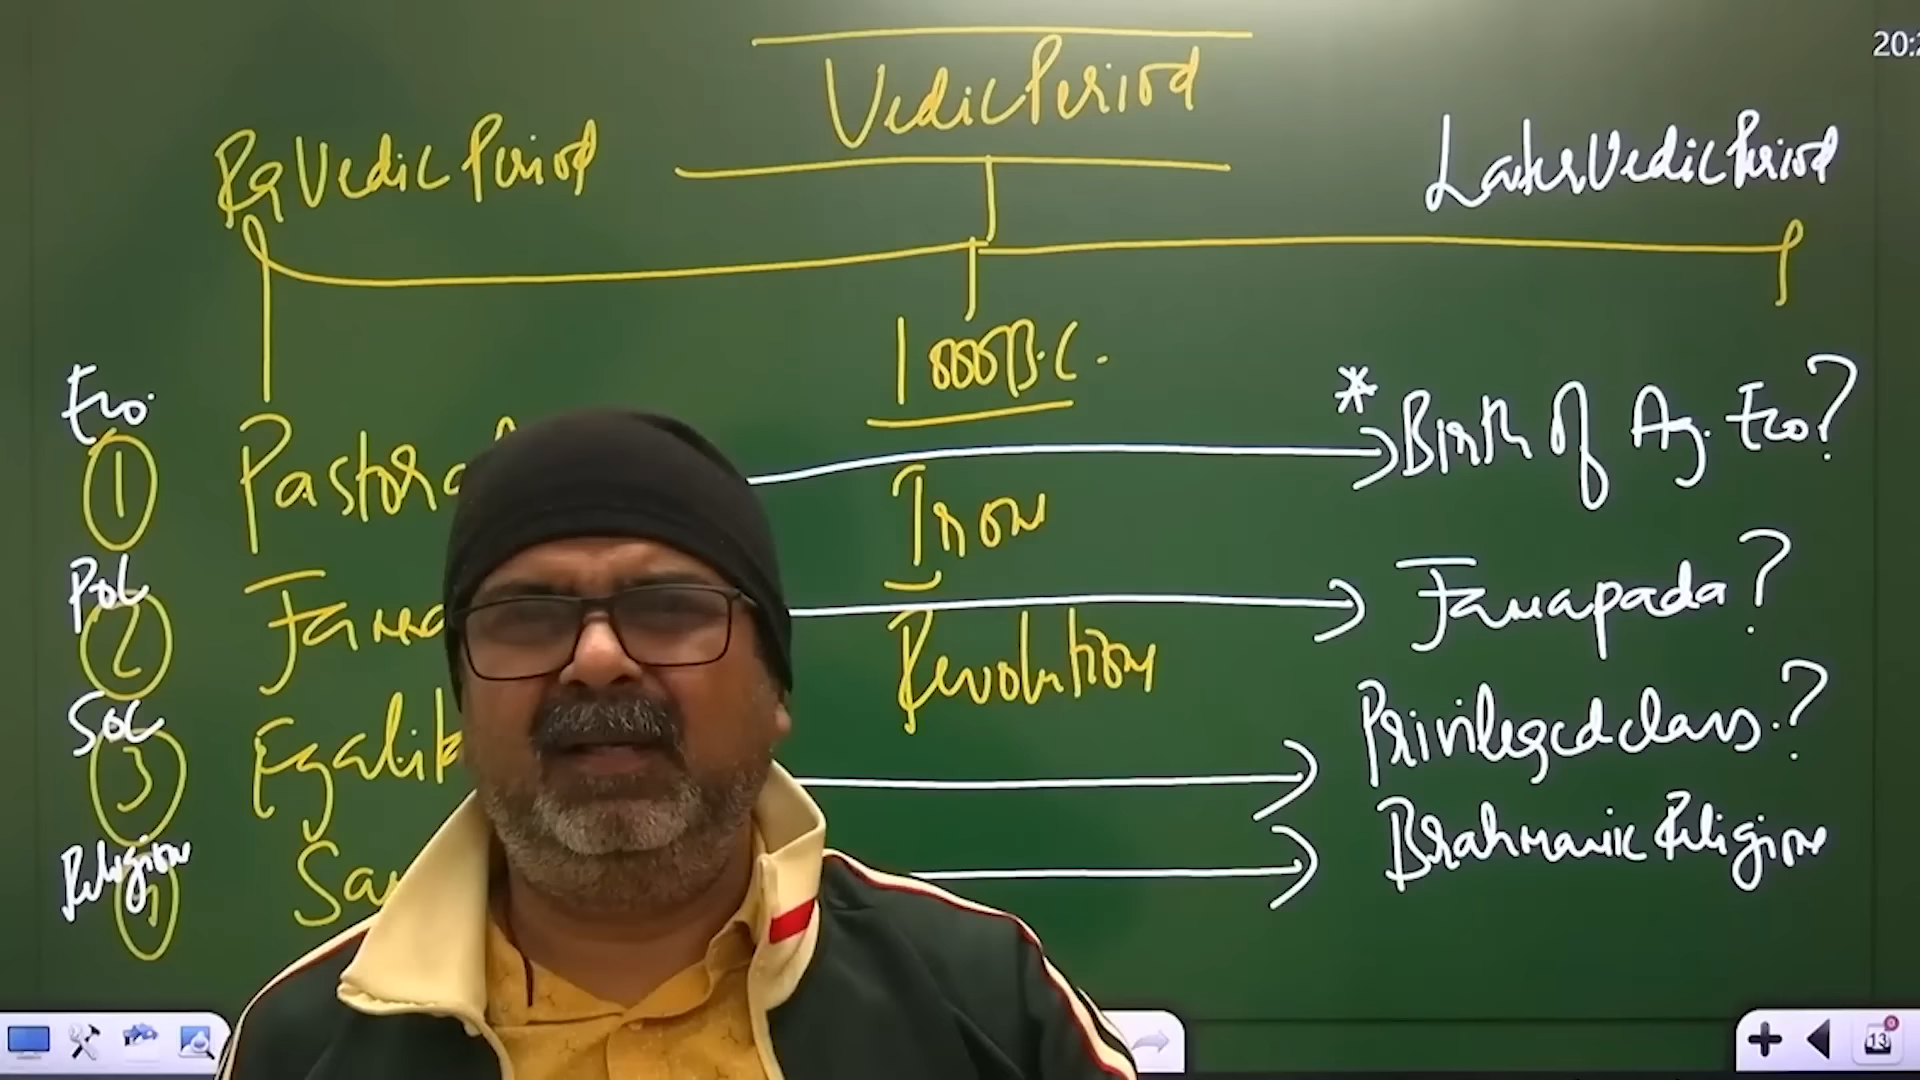 Vedic Period
Rg Vedic Period
Later Vedic Period
1000 B.C.
Eco.
1
* Birth of Ag. Eco?
Iron
Pol
2
Janapada?
Revolution
Soc
3
Privileged class.?
Religion
Brahmanic Religion
20:2
13